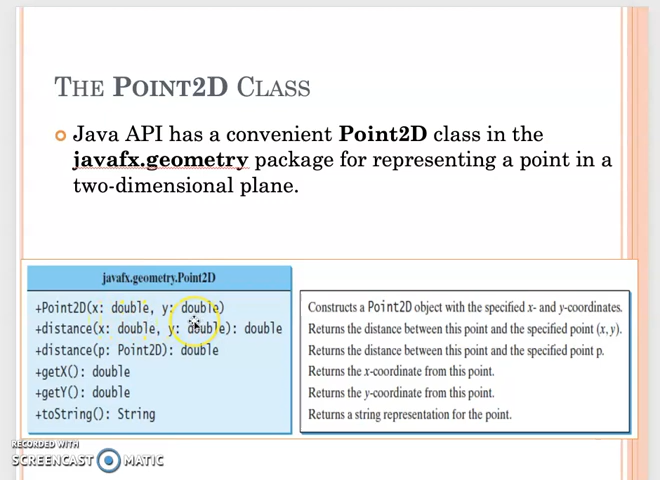 THE POINT2D CLASS
Java API has a convenient Point2D class in the
javafx.geometry package for representing a point in a
two-dimensional plane.
javafx.geometry.Point2D
+Point2D(x: double, y: double)
+distance(x: double, y: double): double
+distance(p: Point2D): double
+getX(): double
+getY(): double
+toString(): String
Constructs a Point2D object with the specified x- and y-coordinates.
Returns the distance between this point and the specified point (x, y).
Returns the distance between this point and the specified point p.
Returns the x-coordinate from this point.
Returns the y-coordinate from this point.
Returns a string representation for the point.
RECORDED WITH
SCREENCAST MATIC